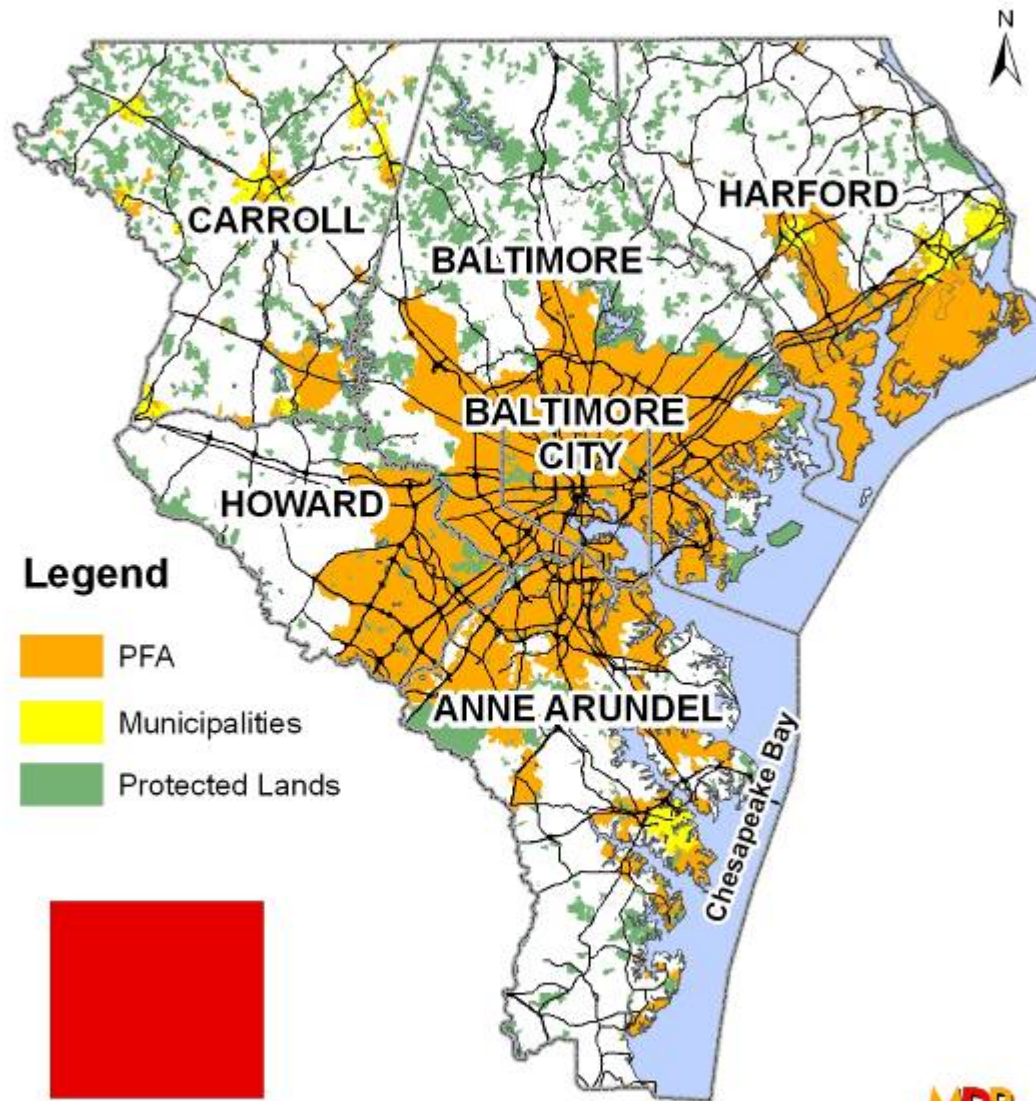 N
HARFORD
CARROLL
BALTIMORE
BALTIMORE
CITY
HOWARD
Legend
PFA
Municipalities
Protected Lands
ANNE ARUNDEL
Chesapeake Bay